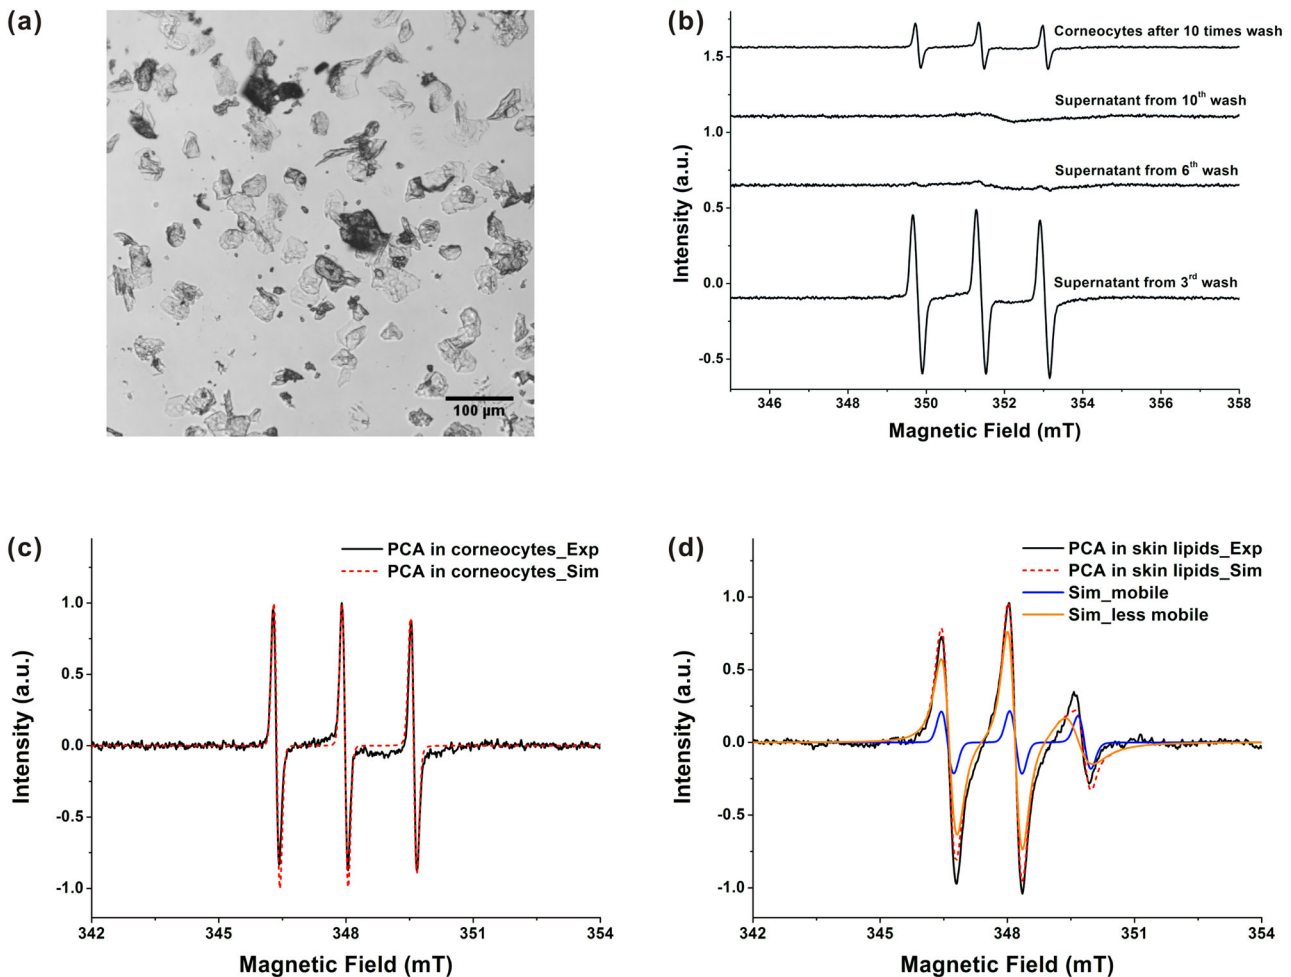 (a)
100 µm
(b)
Corneocytes after 10 times wash
Supernatant from 10th wash
Supernatant from 6th wash
Supernatant from 3rd wash
Intensity (a.u.)
1.5
1.0
0.5
0.0
-0.5
346 348 350 352 354 356 358
Magnetic Field (mT)
(c)
PCA in corneocytes_Exp
PCA in corneocytes_Sim
Intensity (a.u.)
1.0
0.5
0.0
-0.5
-1.0
342 345 348 351 354
Magnetic Field (mT)
(d)
PCA in skin lipids_Exp
PCA in skin lipids_Sim
Sim_mobile
Sim_less mobile
Intensity (a.u.)
1.0
0.5
0.0
-0.5
-1.0
342 345 348 351 354
Magnetic Field (mT)